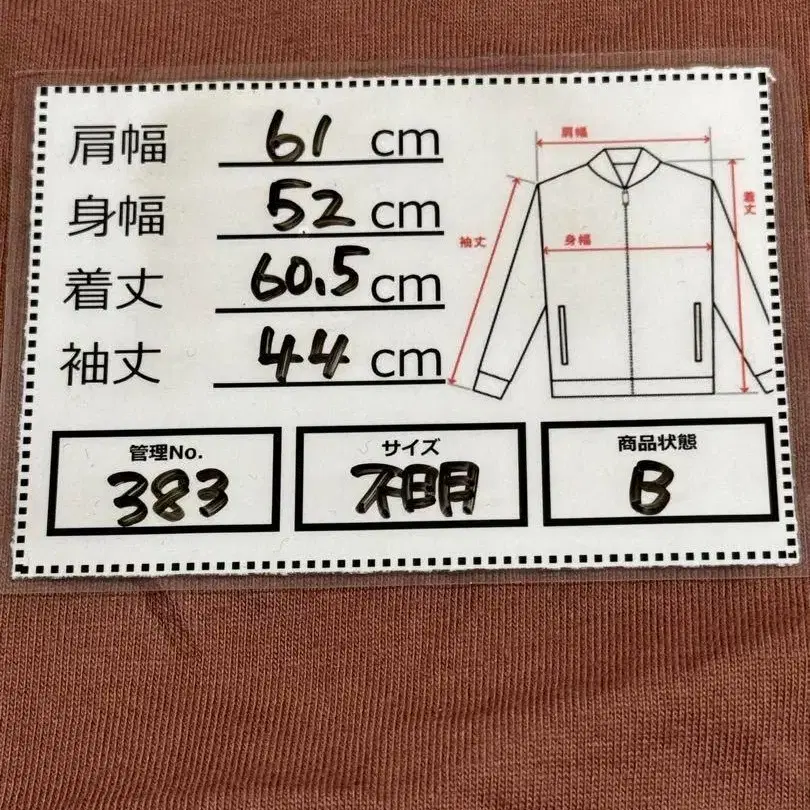 肩幅 61 cm
身幅 52 cm
着丈 60.5 cm
袖丈 44 cm
肩幅
着丈
袖丈
身幅
管理No.
383
サイズ
不明
商品状態
B